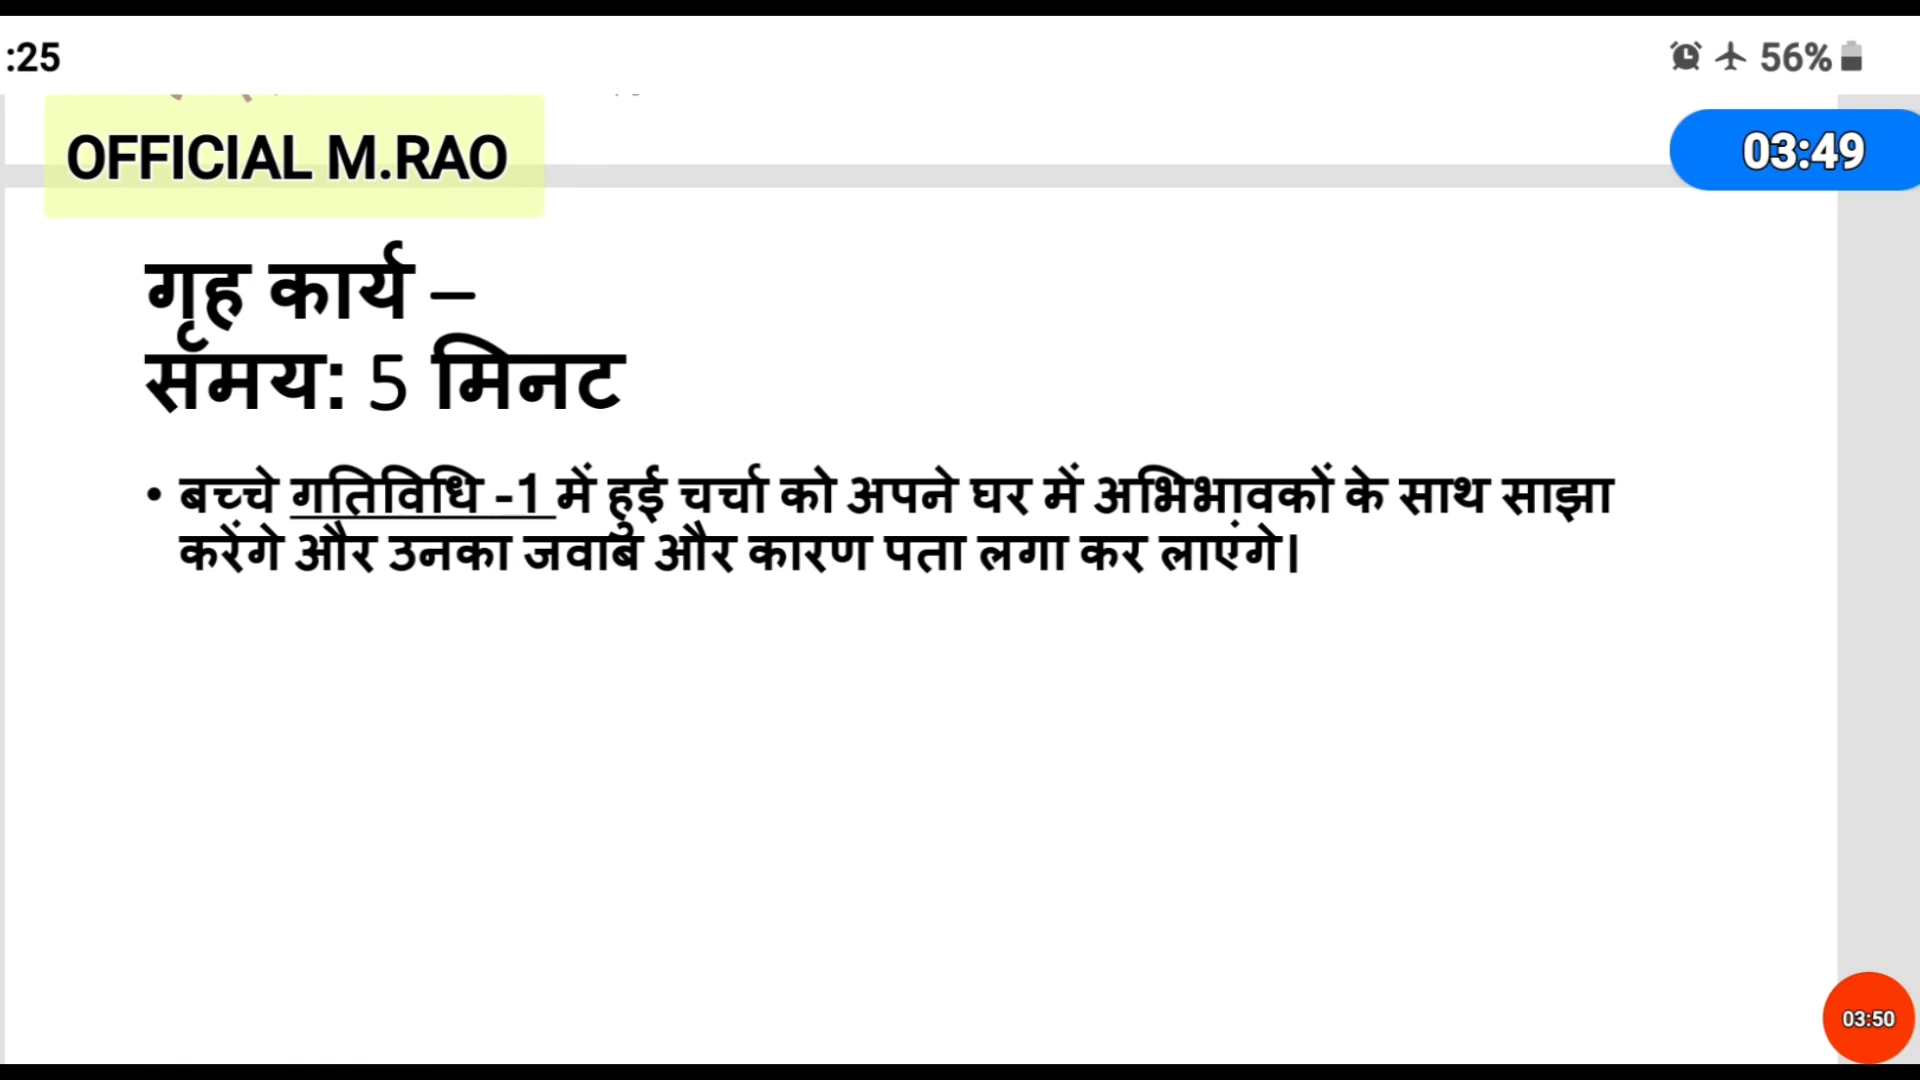 :25
56%
OFFICIAL M.RAO
03:49
गृह कार्य –
समय: 5 मिनट
• बच्चे गतिविधि -1 में हुई चर्चा को अपने घर में अभिभावकों के साथ साझा
करेंगे और उनका जवाब और कारण पता लगा कर लाएंगे।
03:50